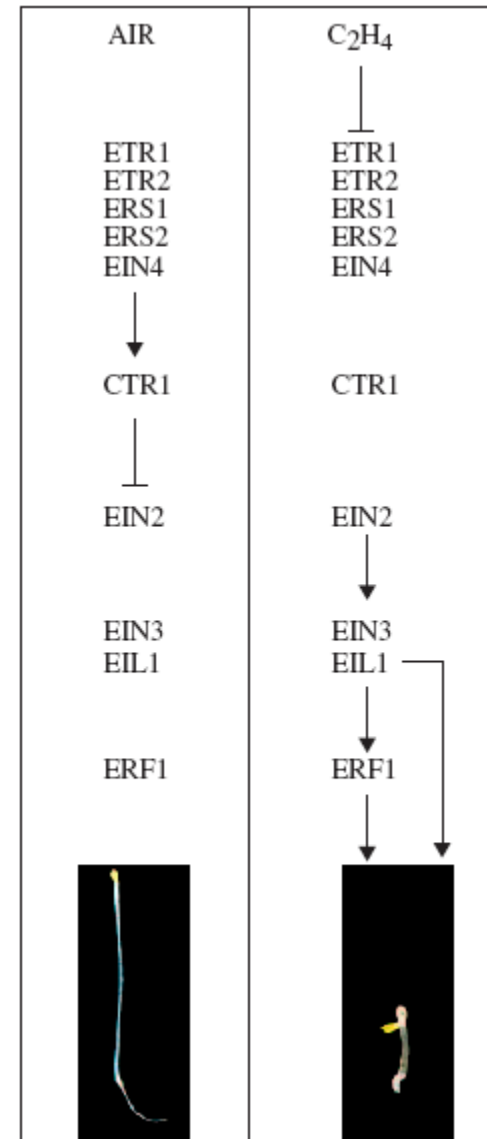 AIR
ETR1
ETR2
ERS1
ERS2
EIN4
CTR1
EIN2
EIN3
EIL1
ERF1
C₂H₄
ETR1
ETR2
ERS1
ERS2
EIN4
CTR1
EIN2
EIN3
EIL1
ERF1